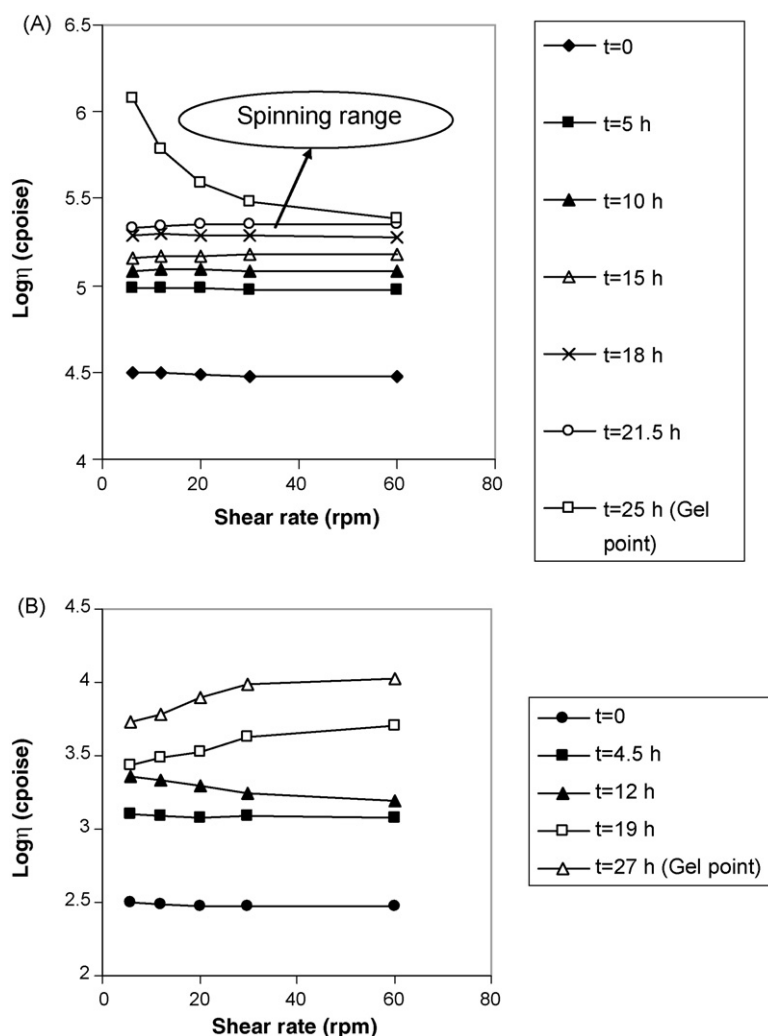 (A)
6.5
6
5.5
5
4.5
4
Logη (cpoise)
Spinning range
0
20
40
60
80
Shear rate (rpm)
t=0
t=5 h
t=10 h
t=15 h
t=18 h
t=21.5 h
t=25 h (Gel
point)
(B)
4.5
4
3.5
3
2.5
2
Logη (cpoise)
0
20
40
60
80
Shear rate (rpm)
t=0
t=4.5 h
t=12 h
t=19 h
t=27 h (Gel point)